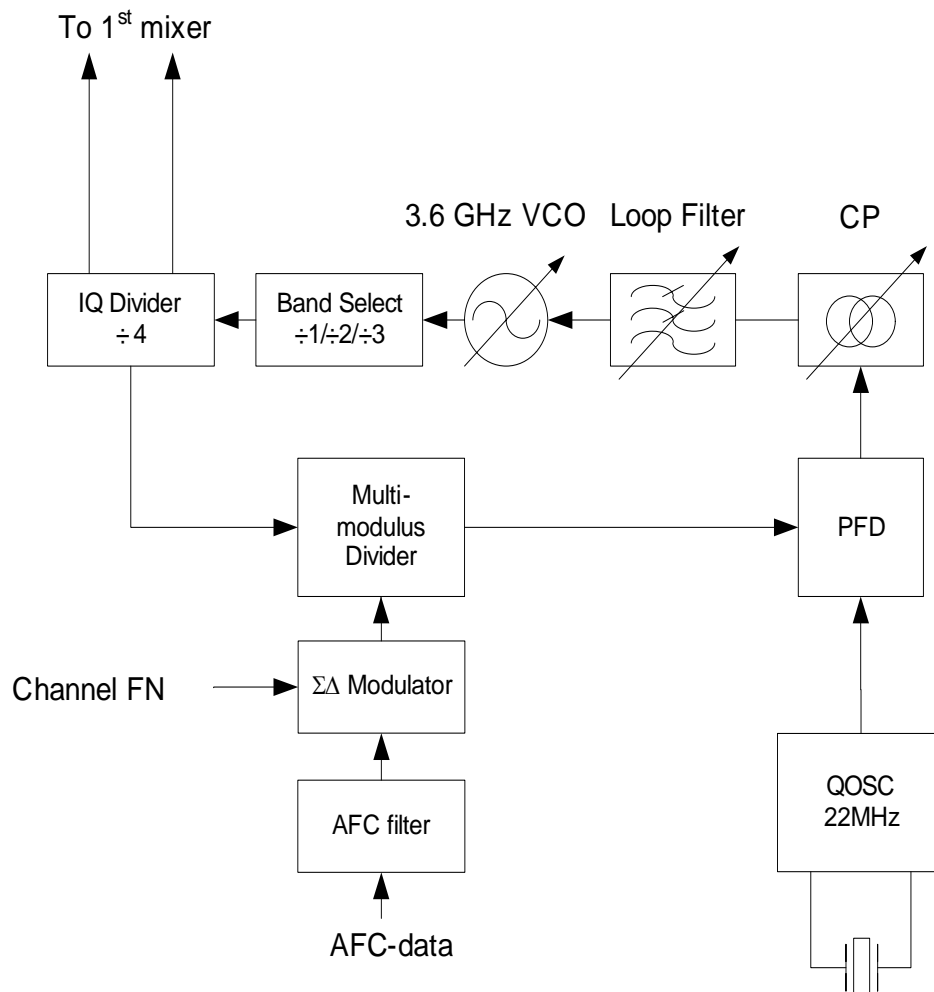 To 1st mixer
3.6 GHz VCO
Loop Filter
CP
IQ Divider
÷4
Band Select
÷1/÷2/÷3
Multi-
modulus
Divider
PFD
Channel FN
ΣΔ Modulator
QOSC
22MHz
AFC filter
AFC-data